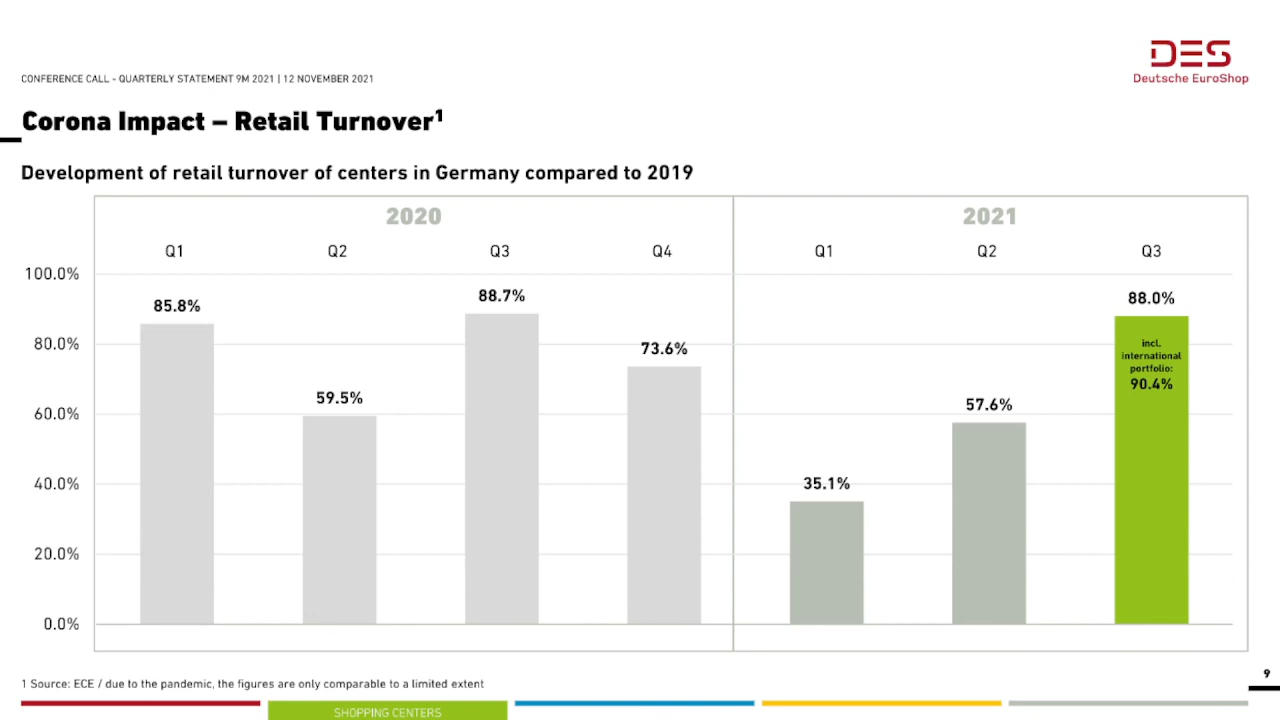 DES
Deutsche EuroShop
CONFERENCE CALL - QUARTERLY STATEMENT 9M 2021 | 12 NOVEMBER 2021
Corona Impact – Retail Turnover¹
Development of retail turnover of centers in Germany compared to 2019
2020
2021
Q1
Q2
Q3
Q4
Q1
Q2
Q3
100.0%
80.0%
60.0%
40.0%
20.0%
0.0%
85.8%
59.5%
88.7%
73.6%
35.1%
57.6%
88.0%
incl.
international
portfolio:
90.4%
1 Source: ECE / due to the pandemic, the figures are only comparable to a limited extent
9
SHOPPING CENTERS